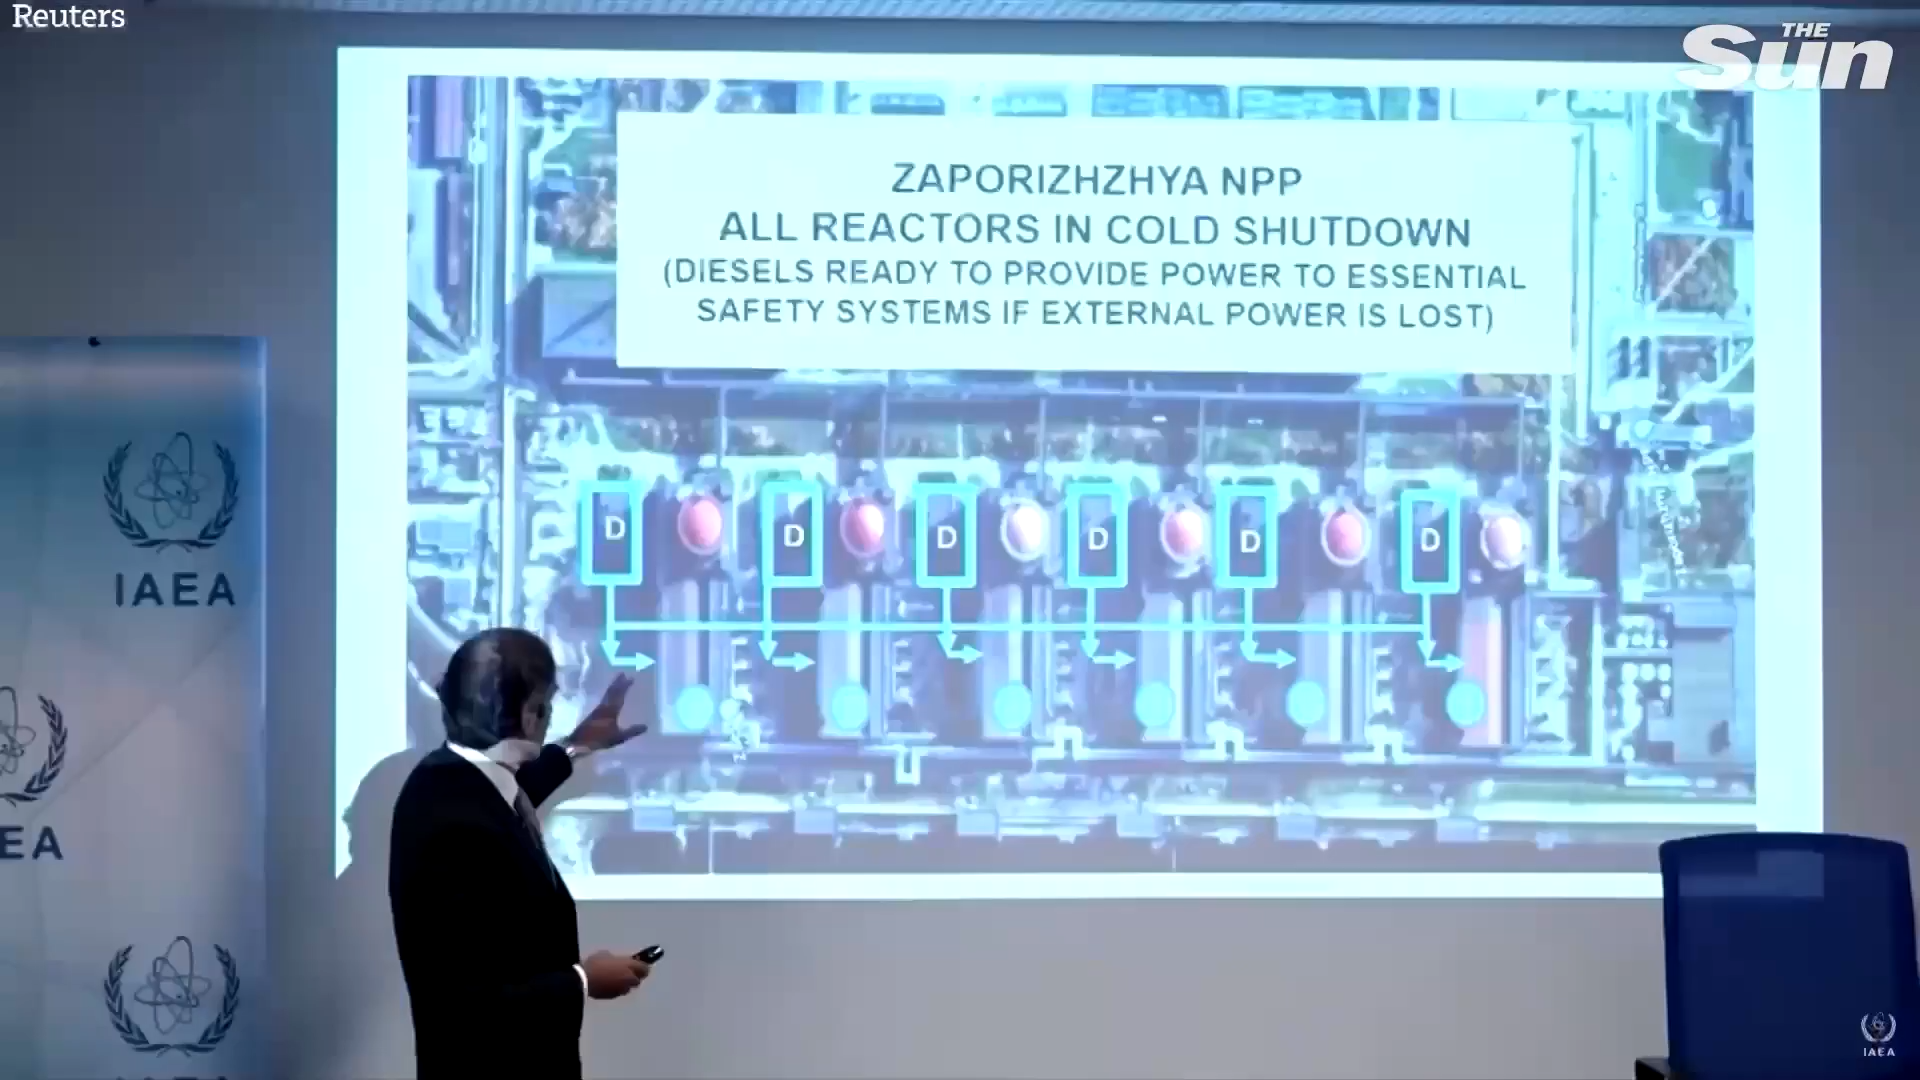 Reuters
THE
Sun
ZAPORIZHZHYA NPP
ALL REACTORS IN COLD SHUTDOWN
(DIESELS READY TO PROVIDE POWER TO ESSENTIAL
SAFETY SYSTEMS IF EXTERNAL POWER IS LOST)
D D D D D D
IAEA
EA
IAEA